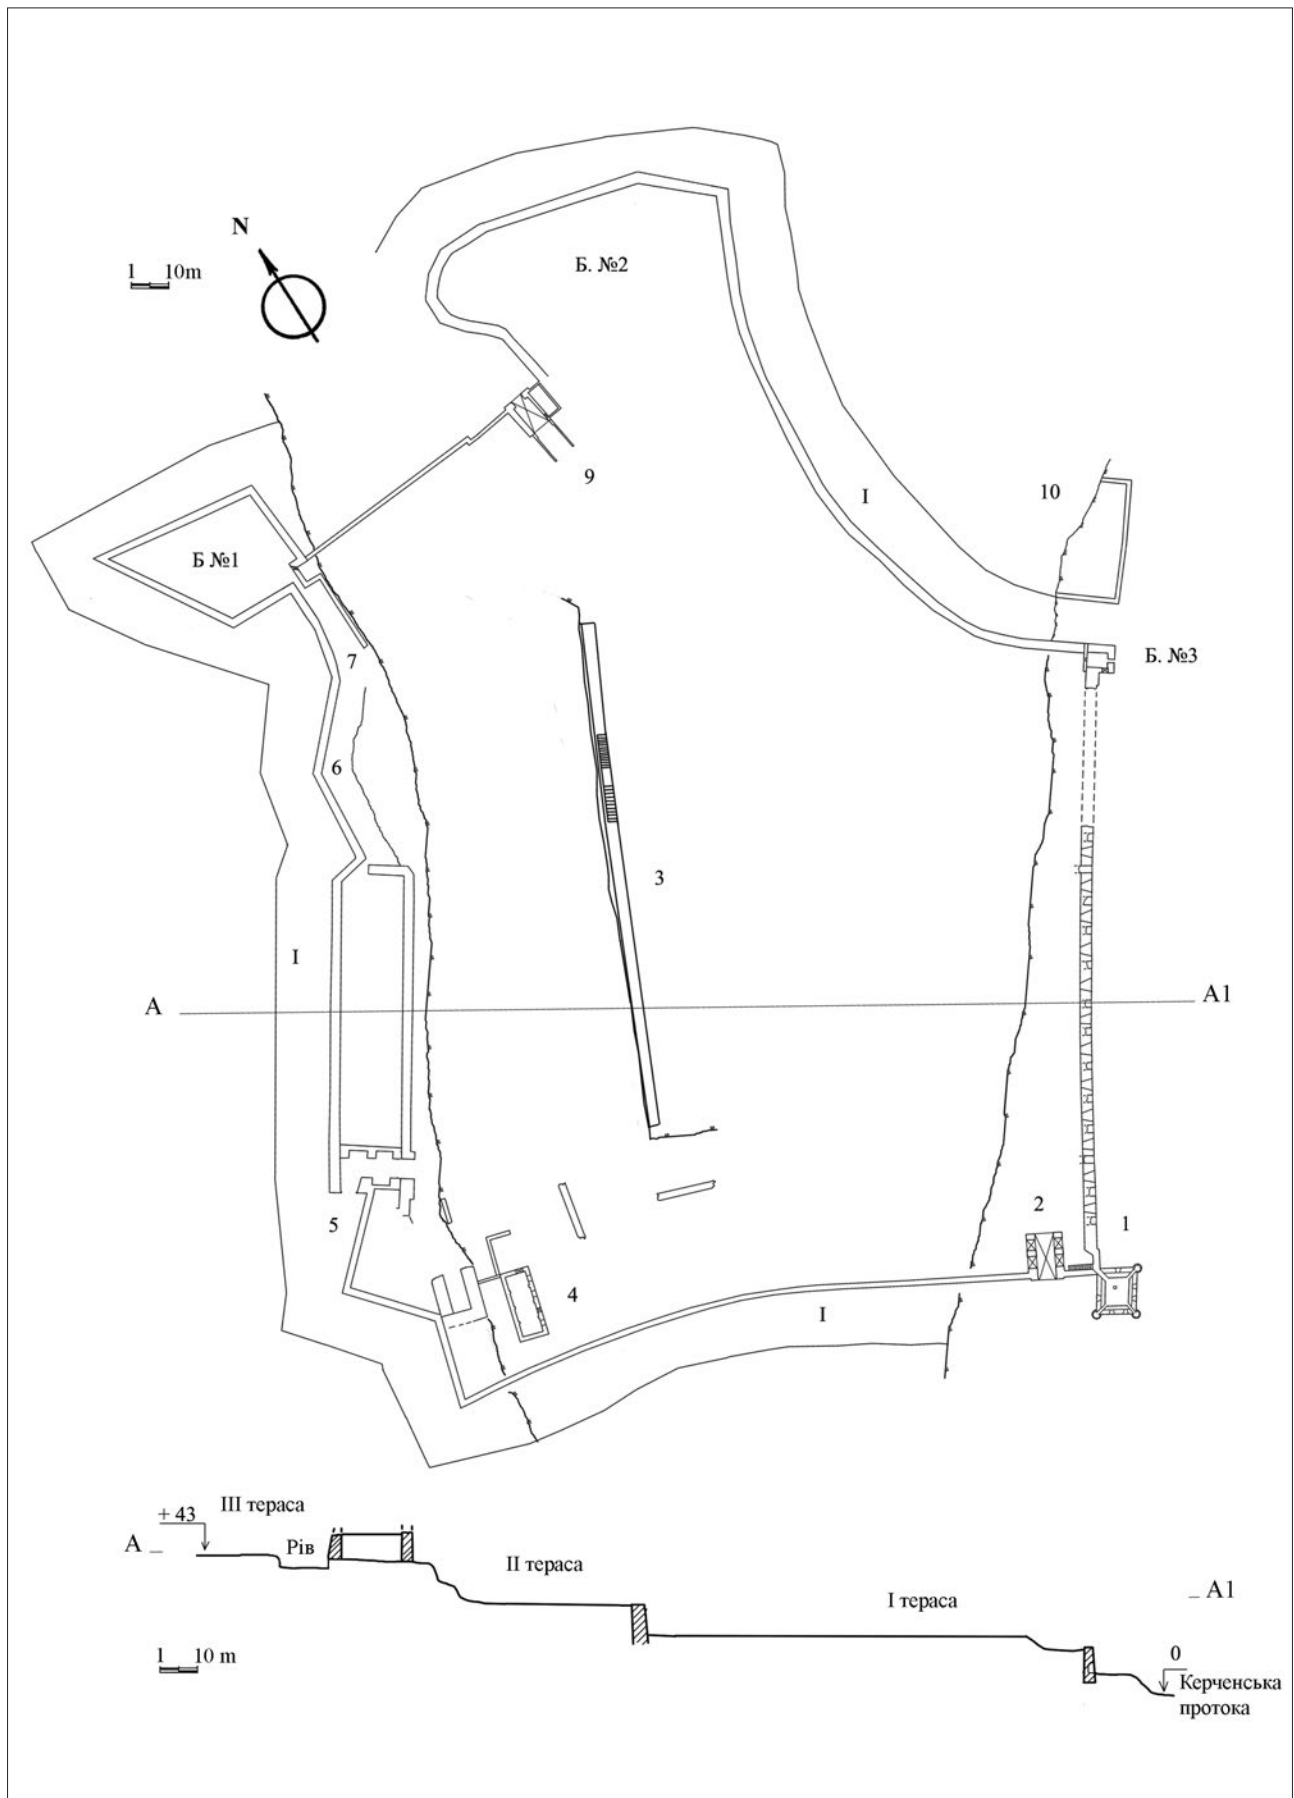 N
1 10m
Б. №2
9
10
I
Б №1
Б. №3
7
6
3
I
A
A1
2
1
5
4
I
III тераса
+ 43
A
Рів
II тераса
A1
I тераса
1 10 m
0
Керченська
протока